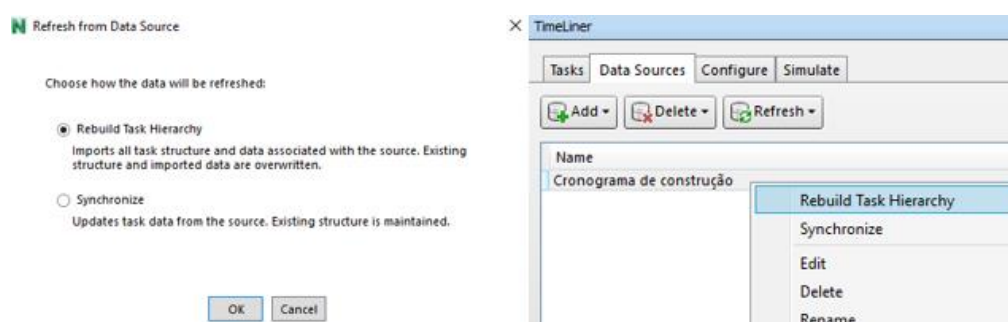 Refresh from Data Source
Choose how the data will be refreshed:
Rebuild Task Hierarchy
Imports all task structure and data associated with the source. Existing
structure and imported data are overwritten.
Synchronize
Updates task data from the source. Existing structure is maintained.
OK Cancel
TimeLiner
Tasks Data Sources Configure Simulate
Add Delete Refresh
Name
Cronograma de construção
Rebuild Task Hierarchy
Synchronize
Edit
Delete
Rename